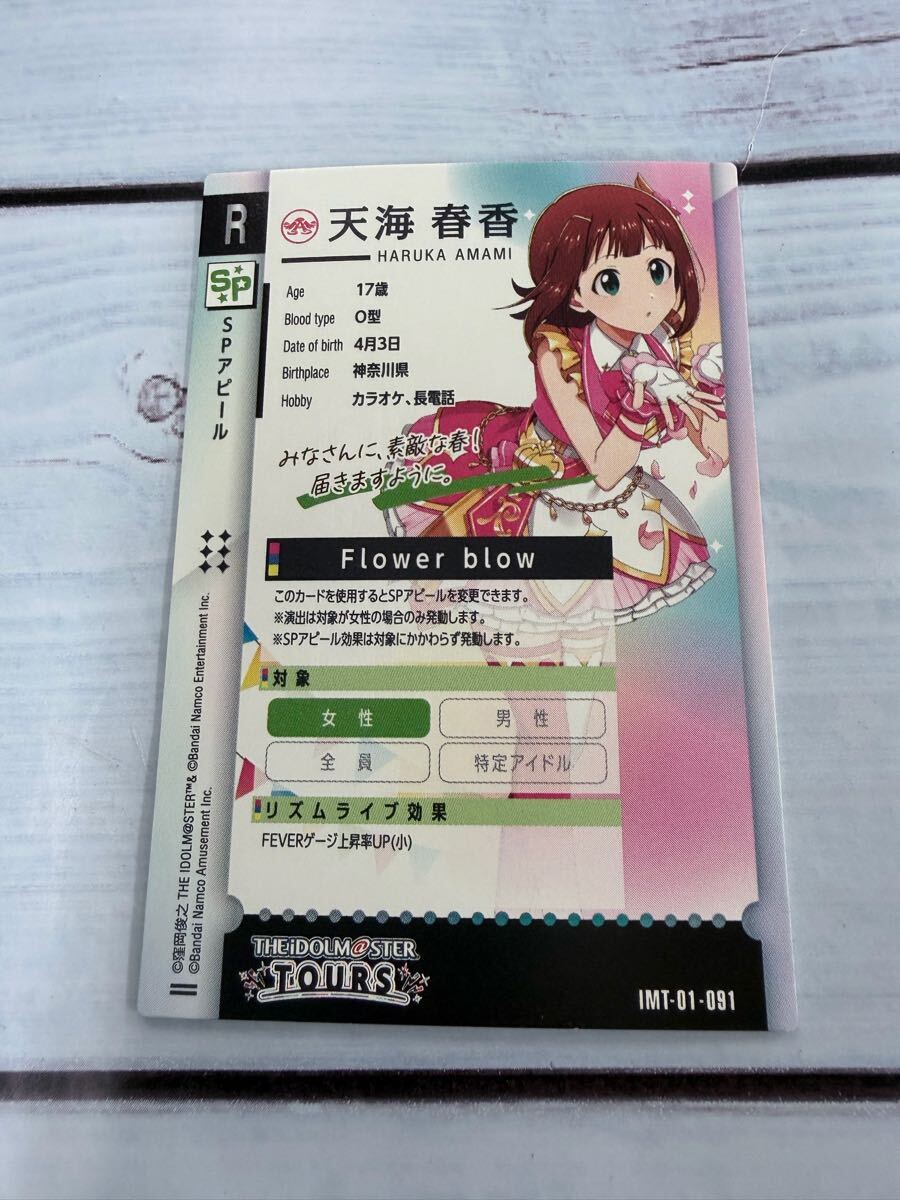 R
SP
SPアピール
天海 春香
HARUKA AMAMI
Age 17歳
Blood type O型
Date of birth 4月3日
Birthplace 神奈川県
Hobby カラオケ、長電話
みなさんに、素敵な春!
届きますように。
Flower blow
このカードを使用するとSPアピールを変更できます。
※演出は対象が女性の場合のみ発動します。
※SPアピール効果は対象にかかわらず発動します。
対象
女性 男性
全員 特定アイドル
リズムライブ効果
FEVERゲージ上昇率UP(小)
©窪岡俊之 THE IDOLM@STER™& ©Bandai Namco Entertainment Inc.
©Bandai Namco Amusement Inc.
THE iDOLM@STER
TOURS
IMT-01-091